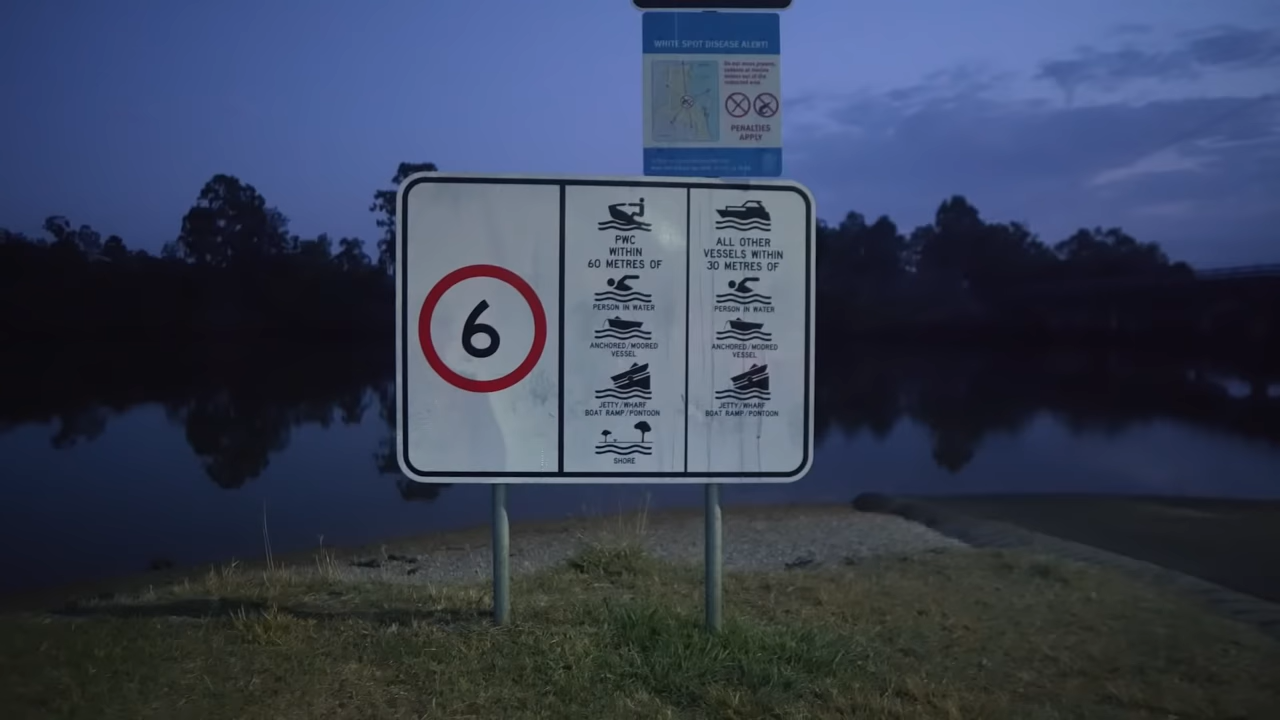 WHITE SPOT DISEASE ALERT!
PENALTIES
APPLY
6
PWC
WITHIN
60 METRES OF
PERSON IN WATER
ANCHORED/MOORED
VESSEL
JETTY/WHARF
BOAT RAMP/PONTOON
SHORE
ALL OTHER
VESSELS WITHIN
30 METRES OF
PERSON IN WATER
ANCHORED/MOORED
VESSEL
JETTY/WHARF
BOAT RAMP/PONTOON